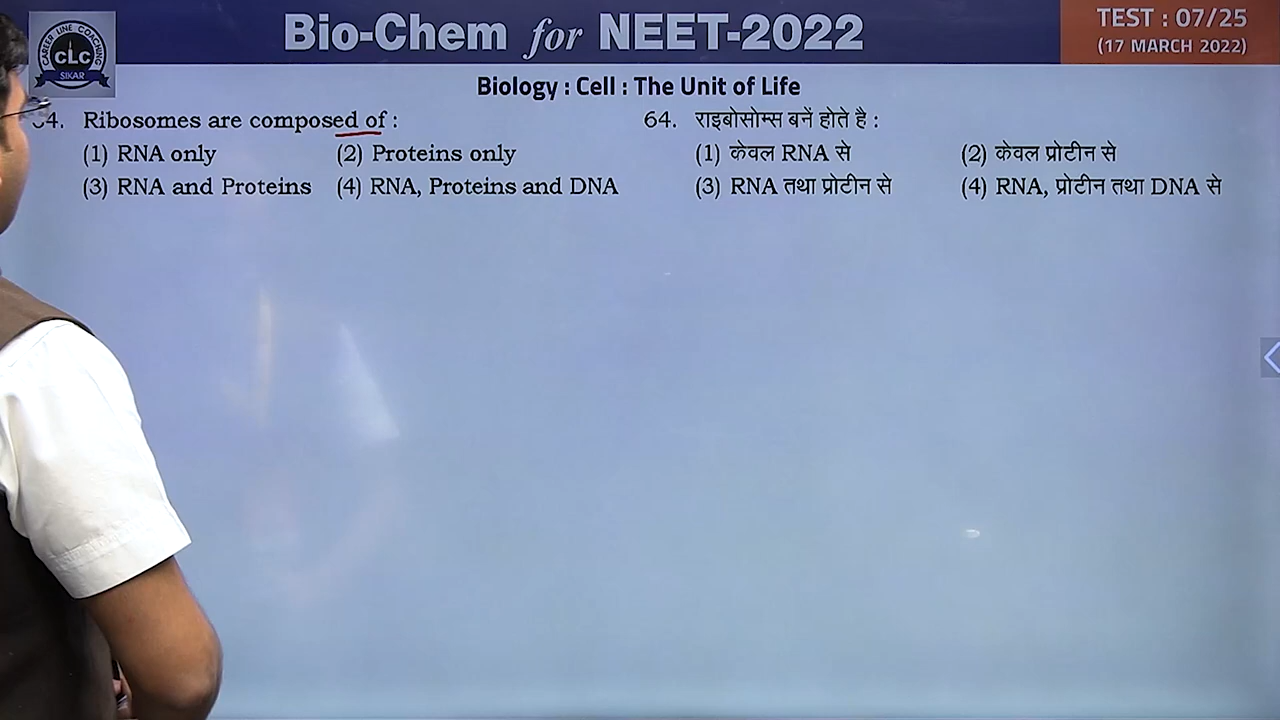 CAREER LINE COACHING
CLC
SIKAR
Bio-Chem for NEET-2022
TEST : 07/25
(17 MARCH 2022)
Biology : Cell : The Unit of Life
64. Ribosomes are composed of :
(1) RNA only (2) Proteins only
(3) RNA and Proteins (4) RNA, Proteins and DNA
64. राइबोसोम्स बनें होते है :
(1) केवल RNA से (2) केवल प्रोटीन से
(3) RNA तथा प्रोटीन से (4) RNA, प्रोटीन तथा DNA से